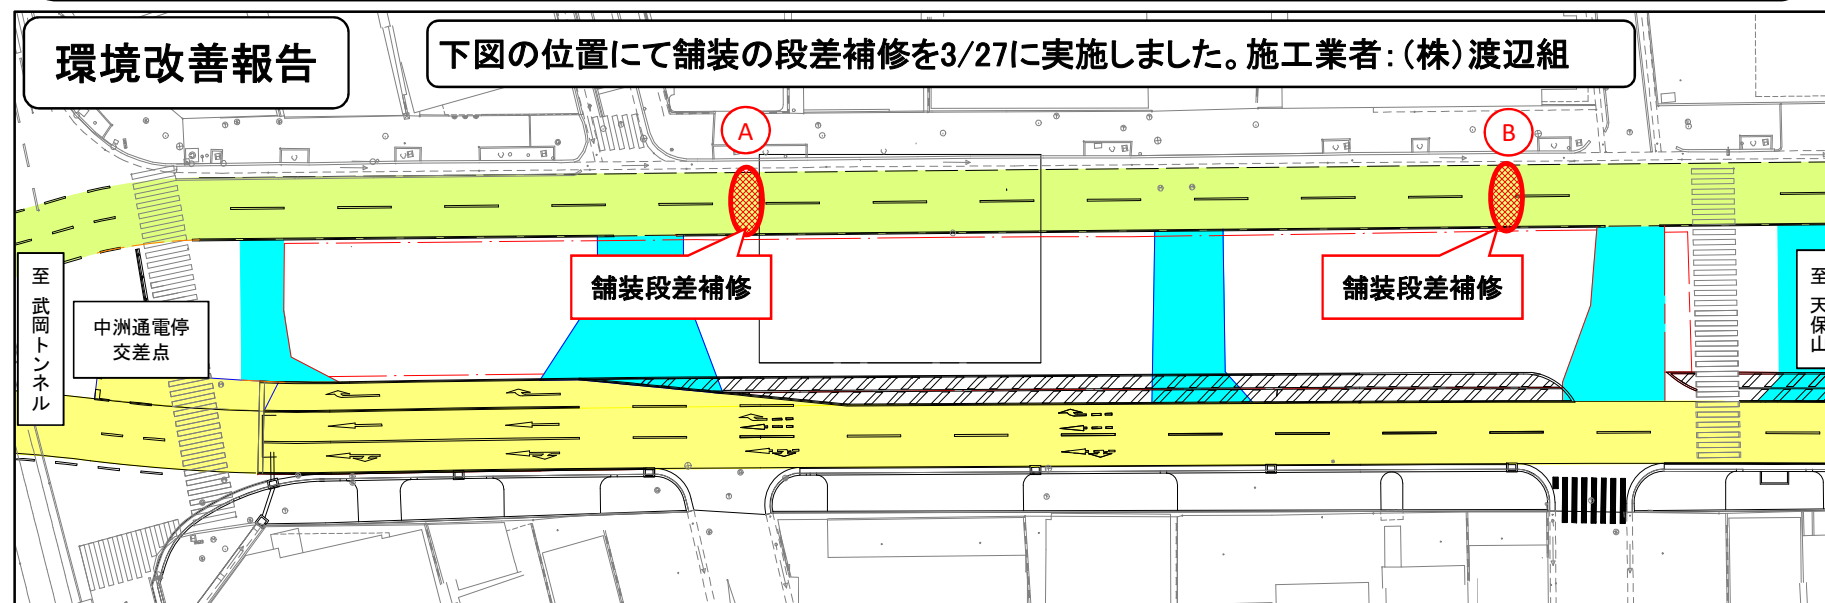 環境改善報告
下図の位置にて舗装の段差補修を3/27に実施しました。施工業者:(株)渡辺組
A
B
舗装段差補修
舗装段差補修
至 武岡トンネル
中洲通電停
交差点
至 天保山